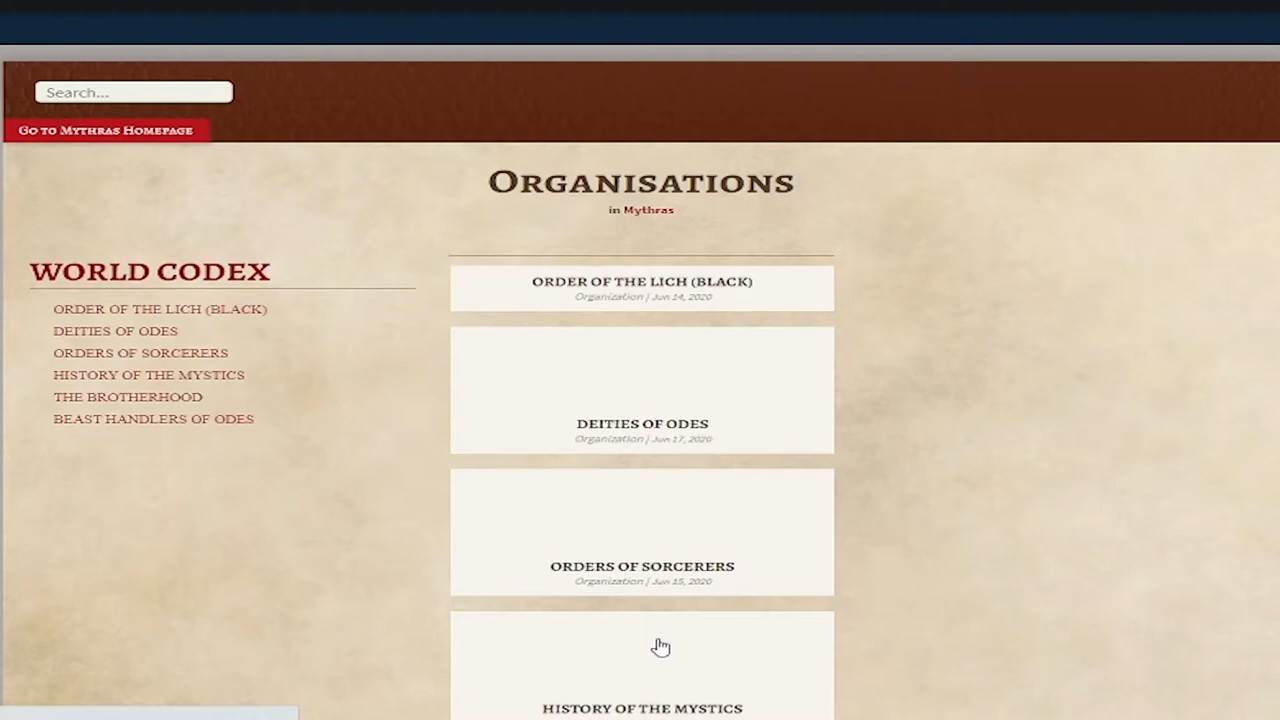 Search...
Go to Mythras Homepage
Organisations
in Mythras
WORLD CODEX
ORDER OF THE LICH (BLACK)
DEITIES OF ODES
ORDERS OF SORCERERS
HISTORY OF THE MYSTICS
THE BROTHERHOOD
BEAST HANDLERS OF ODES
ORDER OF THE LICH (BLACK)
Organization | Jun 14, 2020
DEITIES OF ODES
Organization | Jun 17, 2020
ORDERS OF SORCERERS
Organization | Jun 15, 2020
HISTORY OF THE MYSTICS